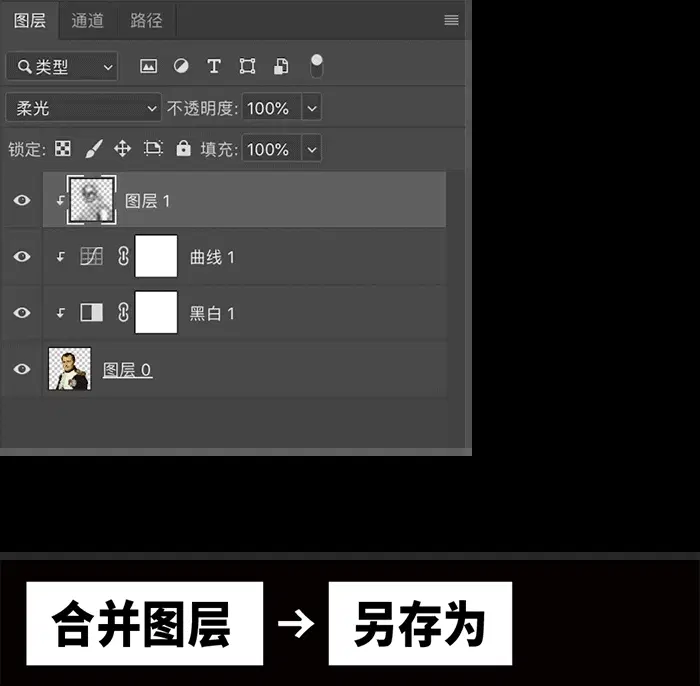 图层 通道 路径
类型
柔光 不透明度: 100%
锁定: 填充: 100%
图层 1
曲线 1
黑白 1
图层 0
合并图层 → 另存为